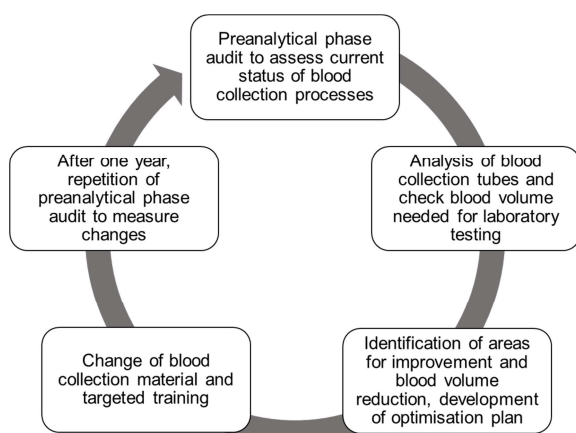 Preanalytical phase
audit to assess current
status of blood
collection processes
Analysis of blood
collection tubes and
check blood volume
needed for laboratory
testing
Identification of areas
for improvement and
blood volume
reduction, development
of optimisation plan
Change of blood
collection material and
targeted training
After one year,
repetition of
preanalytical phase
audit to measure
changes